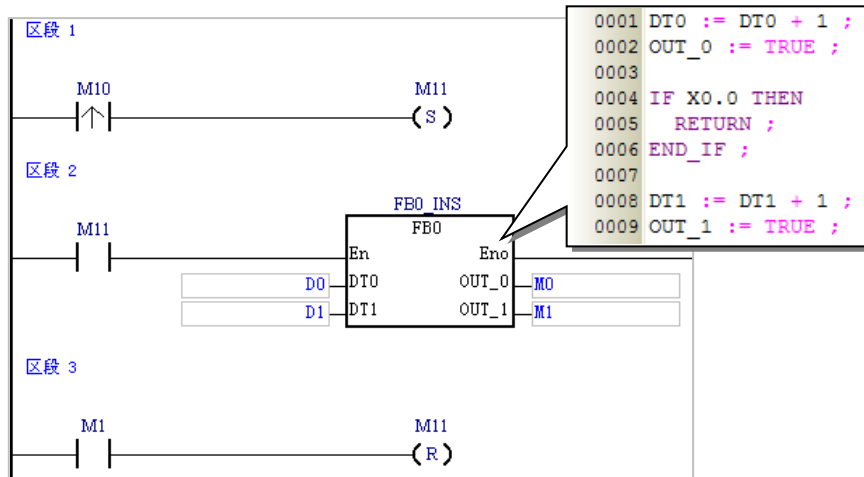 区段 1
M10
M11
( S )
0001 DT0 := DT0 + 1 ;
0002 OUT_0 := TRUE ;
0003
0004 IF X0.0 THEN
0005 RETURN ;
0006 END_IF ;
0007
0008 DT1 := DT1 + 1 ;
0009 OUT_1 := TRUE ;
区段 2
M11
FB0_INS
FB0
En
Eno
D0
DT0
OUT_0
M0
D1
DT1
OUT_1
M1
区段 3
M1
M11
( R )